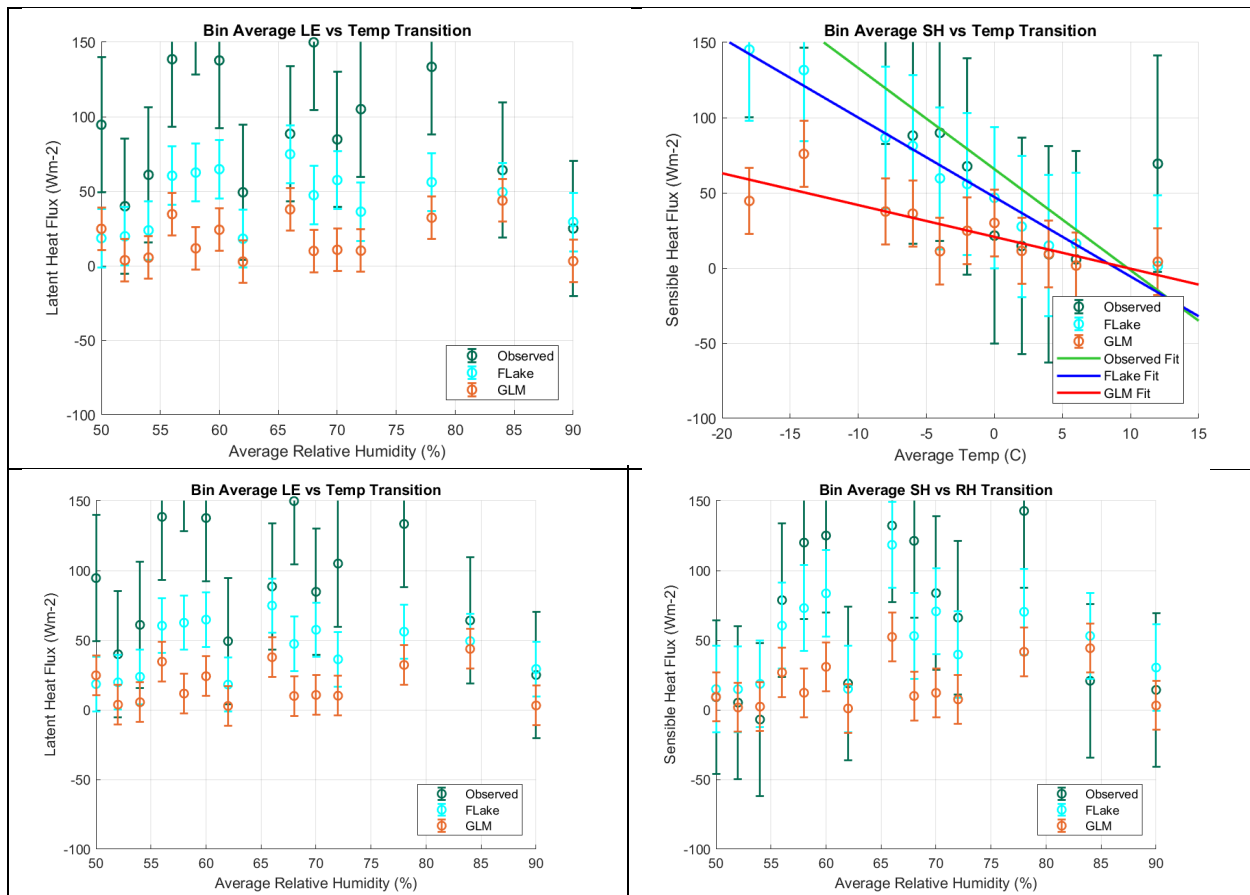 Bin Average LE vs Temp Transition
150
100
50
0
-50
-100
Latent Heat Flux (Wm-2)
50 55 60 65 70 75 80 85 90
Average Relative Humidity (%)
Observed
FLake
GLM
Bin Average SH vs Temp Transition
150
100
50
0
-50
-100
Sensible Heat Flux (Wm-2)
-20 -15 -10 -5 0 5 10 15
Average Temp (C)
Observed
FLake
GLM
Observed Fit
FLake Fit
GLM Fit
Bin Average LE vs Temp Transition
150
100
50
0
-50
-100
Latent Heat Flux (Wm-2)
50 55 60 65 70 75 80 85 90
Average Relative Humidity (%)
Observed
FLake
GLM
Bin Average SH vs RH Transition
150
100
50
0
-50
-100
Sensible Heat Flux (Wm-2)
50 55 60 65 70 75 80 85 90
Average Relative Humidity (%)
Observed
FLake
GLM